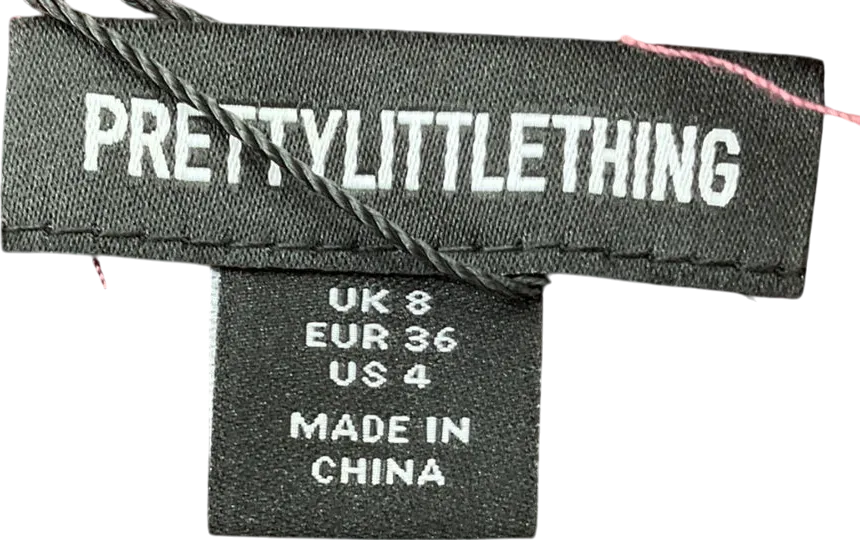 PRETTYLITTLETHING
UK 8
EUR 36
US 4
MADE IN
CHINA